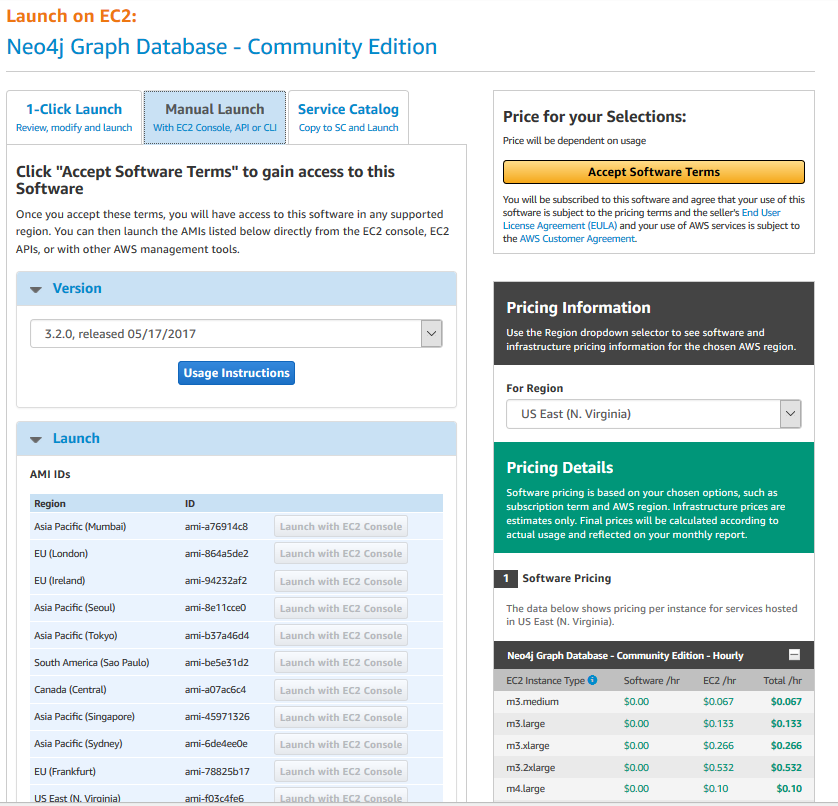 Launch on EC2:
Neo4j Graph Database - Community Edition
1-Click Launch
Review, modify and launch
Manual Launch
With EC2 Console, API or CLI
Service Catalog
Copy to SC and Launch
Click "Accept Software Terms" to gain access to this
Software
Once you accept these terms, you will have access to this software in any supported
region. You can then launch the AMIs listed below directly from the EC2 console, EC2
APIs, or with other AWS management tools.
Version
3.2.0, released 05/17/2017
Usage Instructions
Launch
AMI IDs
Region ID
Asia Pacific (Mumbai) ami-a76914c8 Launch with EC2 Console
EU (London) ami-864a5de2 Launch with EC2 Console
EU (Ireland) ami-94232af2 Launch with EC2 Console
Asia Pacific (Seoul) ami-8e11cce0 Launch with EC2 Console
Asia Pacific (Tokyo) ami-b37a46d4 Launch with EC2 Console
South America (Sao Paulo) ami-be5e31d2 Launch with EC2 Console
Canada (Central) ami-a07ac6c4 Launch with EC2 Console
Asia Pacific (Singapore) ami-45971326 Launch with EC2 Console
Asia Pacific (Sydney) ami-6de4ee0e Launch with EC2 Console
EU (Frankfurt) ami-78825b17 Launch with EC2 Console
US East (N. Virginia) ami-f03c4fe6 Launch with EC2 Console
Price for your Selections:
Price will be dependent on usage
Accept Software Terms
You will be subscribed to this software and agree that your use of this
software is subject to the pricing terms and the seller's End User
License Agreement (EULA) and your use of AWS services is subject to
the AWS Customer Agreement.
Pricing Information
Use the Region dropdown selector to see software and
infrastructure pricing information for the chosen AWS region.
For Region
US East (N. Virginia)
Pricing Details
Software pricing is based on your chosen options, such as
subscription term and AWS region. Infrastructure prices are
estimates only. Final prices will be calculated according to
actual usage and reflected on your monthly report.
1 Software Pricing
The data below shows pricing per instance for services hosted
in US East (N. Virginia).
Neo4j Graph Database - Community Edition - Hourly
EC2 Instance Type Software /hr EC2 /hr Total /hr
m3.medium $0.00 $0.067 $0.067
m3.large $0.00 $0.133 $0.133
m3.xlarge $0.00 $0.266 $0.266
m3.2xlarge $0.00 $0.532 $0.532
m4.large $0.00 $0.10 $0.10